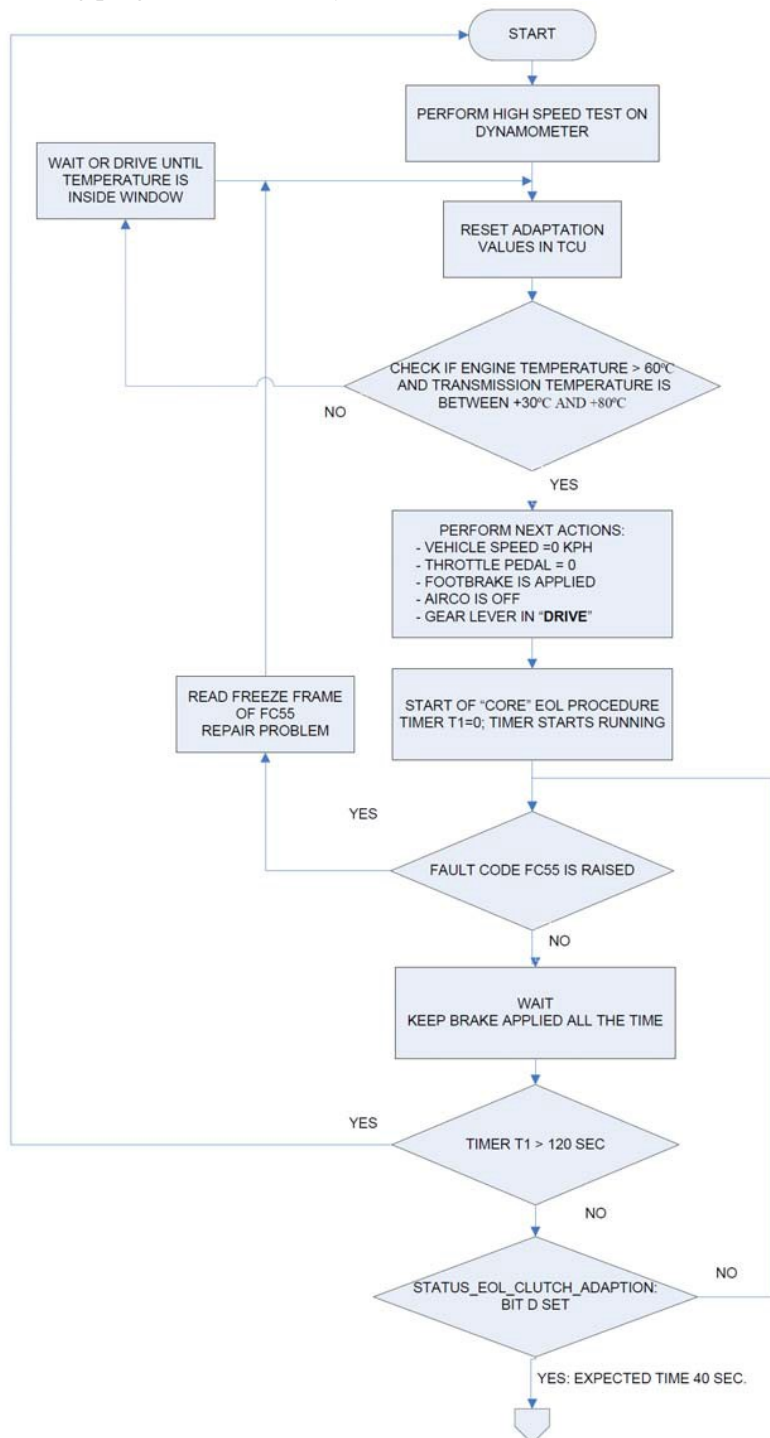 START
PERFORM HIGH SPEED TEST ON
DYNAMOMETER
WAIT OR DRIVE UNTIL
TEMPERATURE IS
INSIDE WINDOW
RESET ADAPTATION
VALUES IN TCU
CHECK IF ENGINE TEMPERATURE > 60°C
AND TRANSMISSION TEMPERATURE IS
BETWEEN +30°C AND +80°C
NO
YES
PERFORM NEXT ACTIONS:
- VEHICLE SPEED =0 KPH
- THROTTLE PEDAL = 0
- FOOTBRAKE IS APPLIED
- AIRCO IS OFF
- GEAR LEVER IN “DRIVE”
READ FREEZE FRAME
OF FC55
REPAIR PROBLEM
START OF “CORE” EOL PROCEDURE
TIMER T1=0; TIMER STARTS RUNNING
YES
FAULT CODE FC55 IS RAISED
NO
WAIT
KEEP BRAKE APPLIED ALL THE TIME
YES
TIMER T1 > 120 SEC
NO
STATUS_EOL_CLUTCH_ADAPTION:
BIT D SET
NO
YES: EXPECTED TIME 40 SEC.